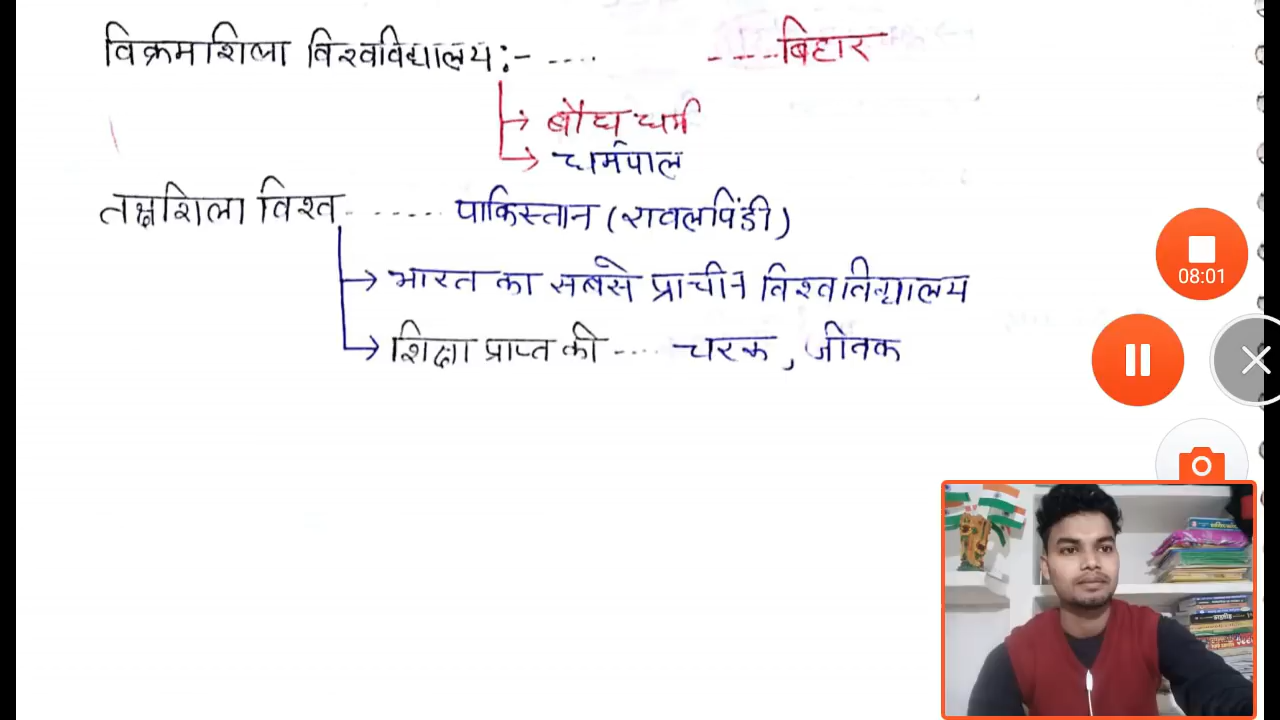 विक्रमशिला विश्वविद्यालय:- .... ----बिहार
बौद्य धर्म
धर्मपाल
तक्षशिला विश्व ...... पाकिस्तान (रावलपिंडी)
भारत का सबसे प्राचीन विश्वविद्यालय
शिक्षा प्राप्त की .... चरक, जीवक
08:01